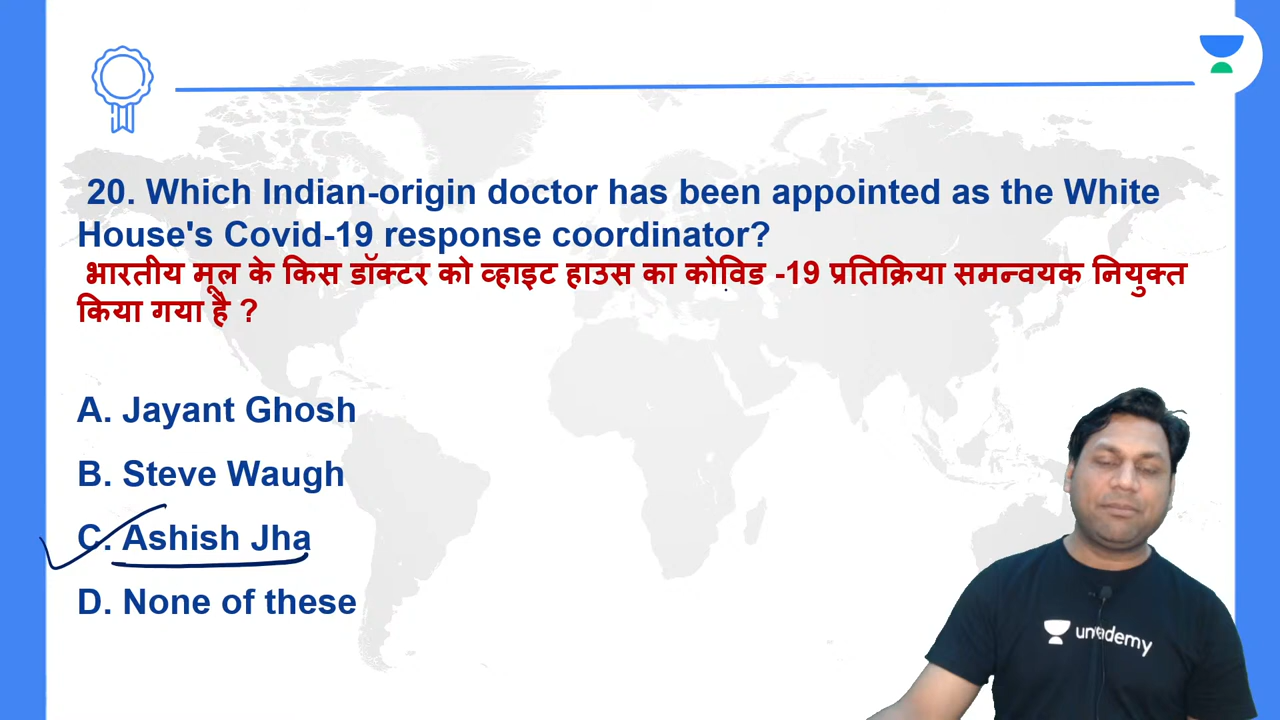 20. Which Indian-origin doctor has been appointed as the White
House's Covid-19 response coordinator?
भारतीय मूल के किस डॉक्टर को व्हाइट हाउस का कोविड -19 प्रतिक्रिया समन्वयक नियुक्त
किया गया है ?
A. Jayant Ghosh
B. Steve Waugh
C. Ashish Jha
D. None of these
unacademy